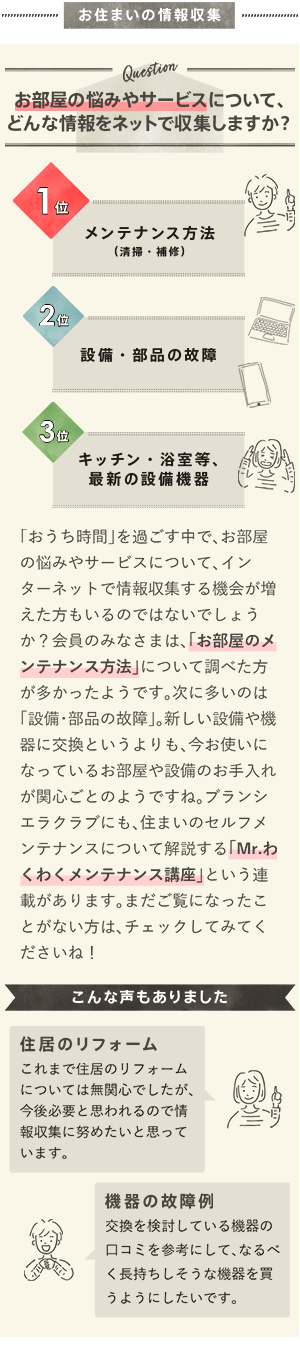 お住まいの情報収集
Question
お部屋の悩みやサービスについて、
どんな情報をネットで収集しますか？
1位
メンテナンス方法
（清掃・補修）
2位
設備・部品の故障
3位
キッチン・浴室等、
最新の設備機器
「おうち時間」を過ごす中で、お部屋
の悩みやサービスについて、イン
ターネットで情報収集する機会が増
えた方もいるのではないでしょう
か？会員のみなさまは、「お部屋のメ
ンテナンス方法」について調べた方
が多かったようです。次に多いのは
「設備・部品の故障」。新しい設備や機
器に交換というよりも、今お使いに
なっているお部屋や設備のお手入れ
が関心ごとのようですね。ブランシ
エラクラブにも、住まいのセルフメ
ンテナンスについて解説する「Mr.わ
くわくメンテナンス講座」という連
載があります。まだご覧になったこ
とがない方は、チェックしてみてく
ださいね！
こんな声もありました
住居のリフォーム
これまで住居のリフォーム
については無関心でしたが、
今後必要と思われるので情
報収集に努めたいと思って
います。
機器の故障例
交換を検討している機器の
口コミを参考にして、なるべ
く長持ちしそうな機器を買
うようにしたいです。